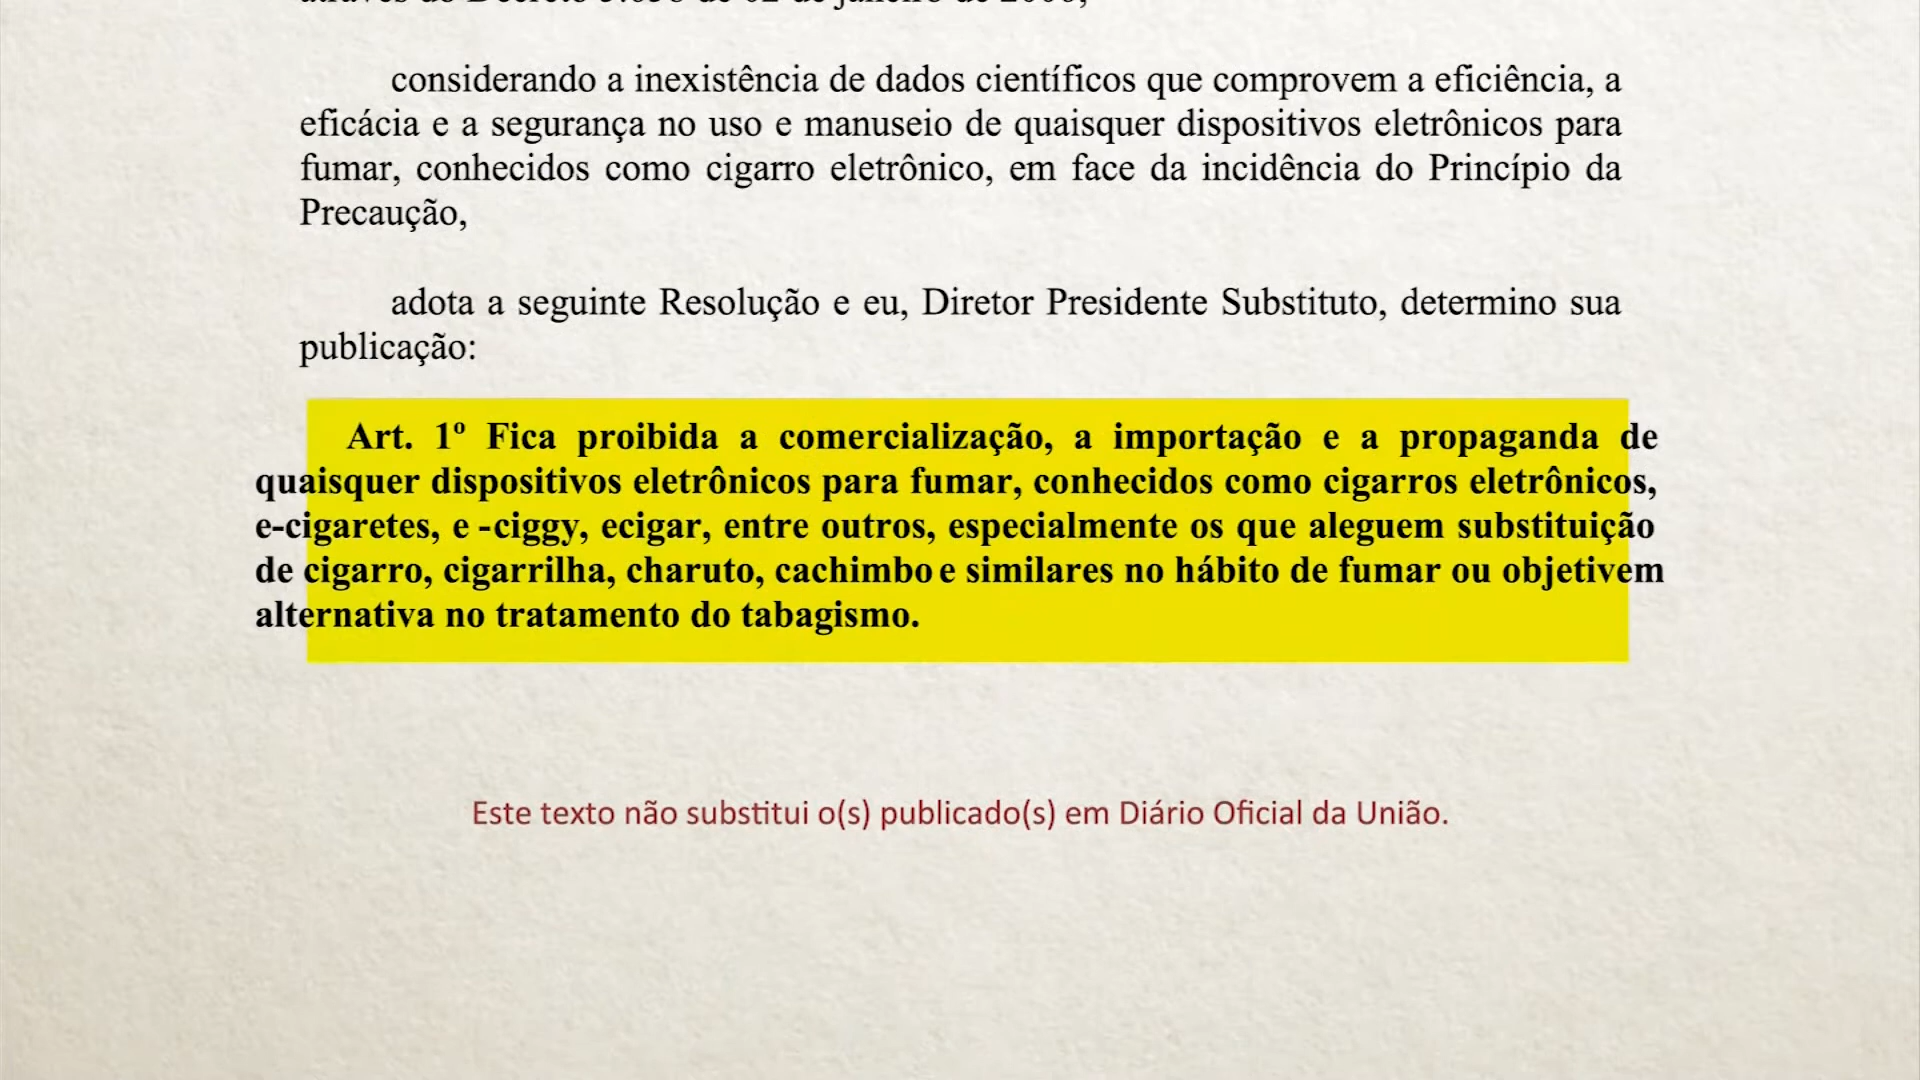 considerando a inexistência de dados científicos que comprovem a eficiência, a
eficácia e a segurança no uso e manuseio de quaisquer dispositivos eletrônicos para
fumar, conhecidos como cigarro eletrônico, em face da incidência do Princípio da
Precaução,
adota a seguinte Resolução e eu, Diretor Presidente Substituto, determino sua
publicação:
Art. 1º Fica proibida a comercialização, a importação e a propaganda de
quaisquer dispositivos eletrônicos para fumar, conhecidos como cigarros eletrônicos,
e-cigaretes, e -ciggy, ecigar, entre outros, especialmente os que aleguem substituição
de cigarro, cigarrilha, charuto, cachimbo e similares no hábito de fumar ou objetivem
alternativa no tratamento do tabagismo.
Este texto não substitui o(s) publicado(s) em Diário Oficial da União.